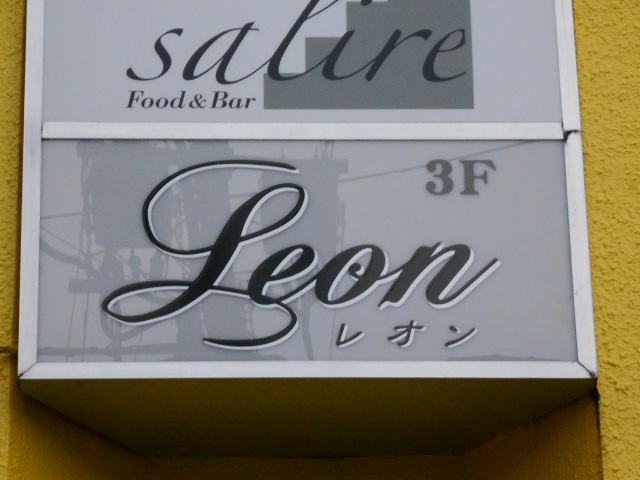 salire
Food & Bar
3F
Leon
レオン